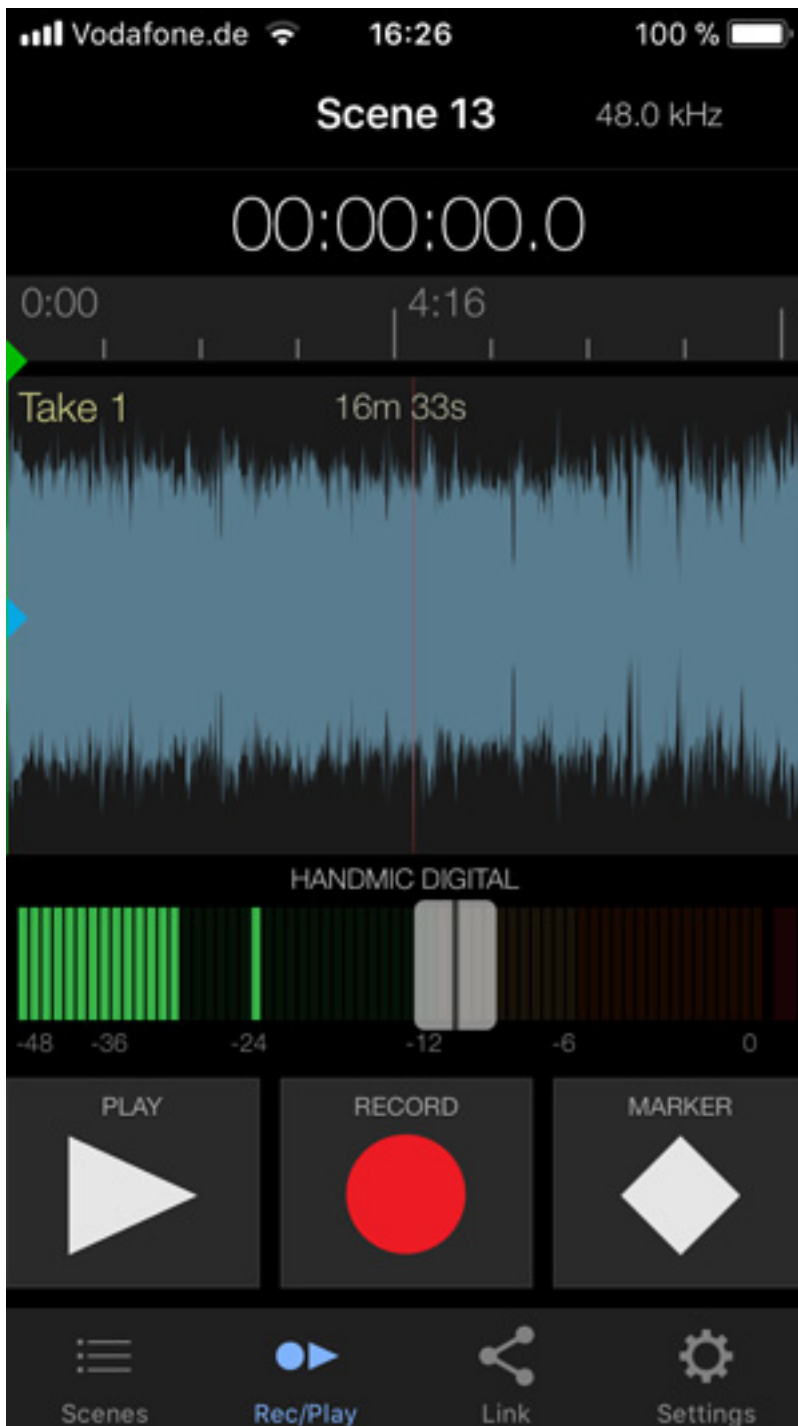 Vodafone.de 16:26 100 %
Scene 13 48.0 kHz
00:00:00.0
0:00 4:16
Take 1 16m 33s
HANDMIC DIGITAL
-48 -36 -24 -12 -6 0
PLAY RECORD MARKER
Scenes Rec/Play Link Settings